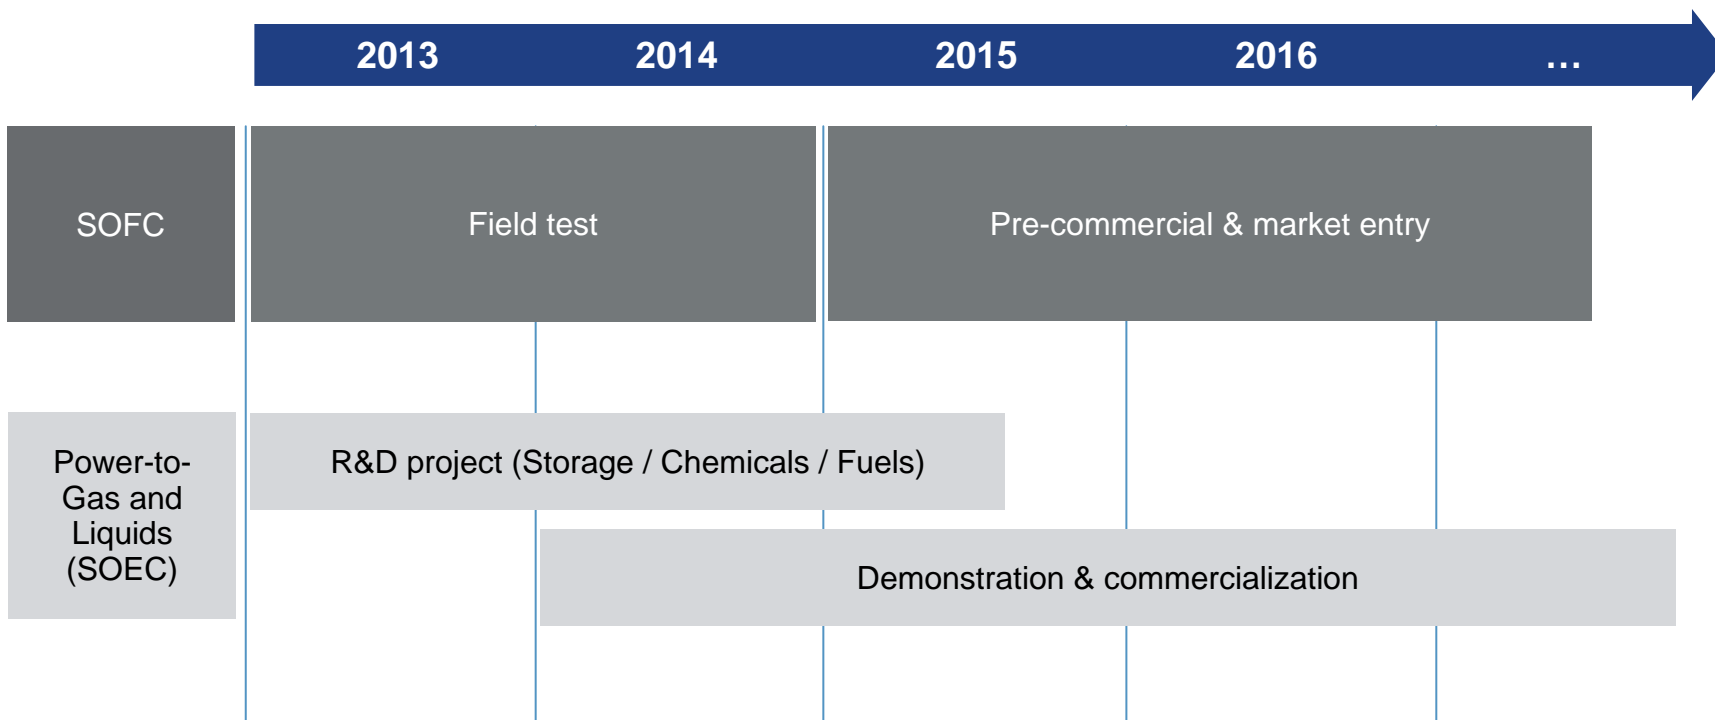 2013 2014 2015 2016 ...
SOFC
Field test
Pre-commercial & market entry
Power-to-
Gas and
Liquids
(SOEC)
R&D project (Storage / Chemicals / Fuels)
Demonstration & commercialization